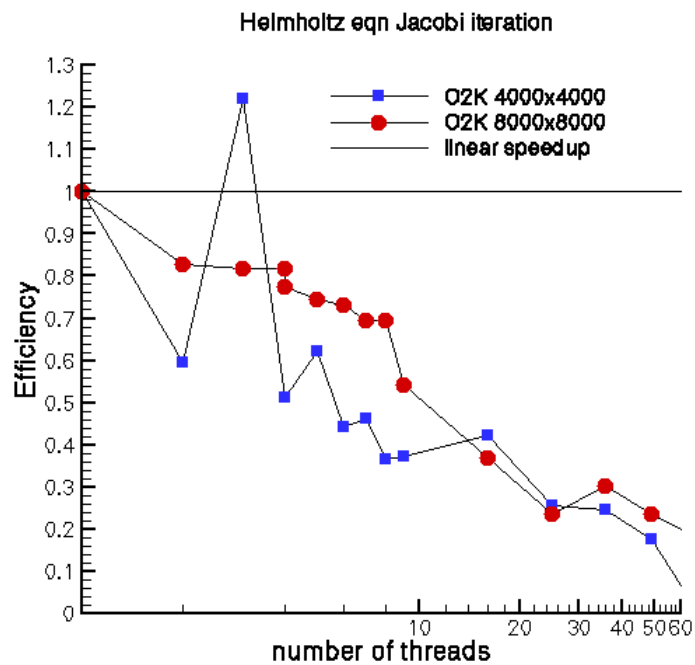 Helmholtz eqn Jacobi iteration
1.3
1.2
1.1
1
0.9
0.8
0.7
0.6
0.5
0.4
0.3
0.2
0.1
0
Efficiency
O2K 4000x4000
O2K 8000x8000
linear speedup
10 20 30 40 50 60
number of threads